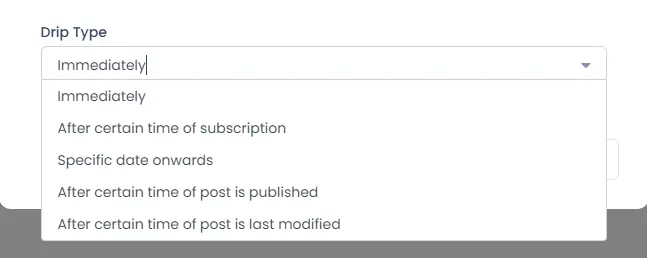 Drip Type
Immediately
Immediately
After certain time of subscription
Specific date onwards
After certain time of post is published
After certain time of post is last modified